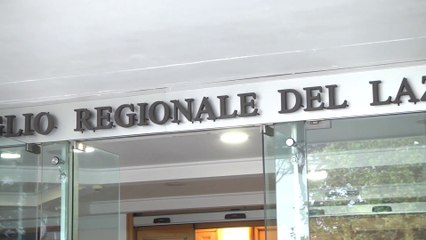 GLIO REGIONALE DEL LAZ